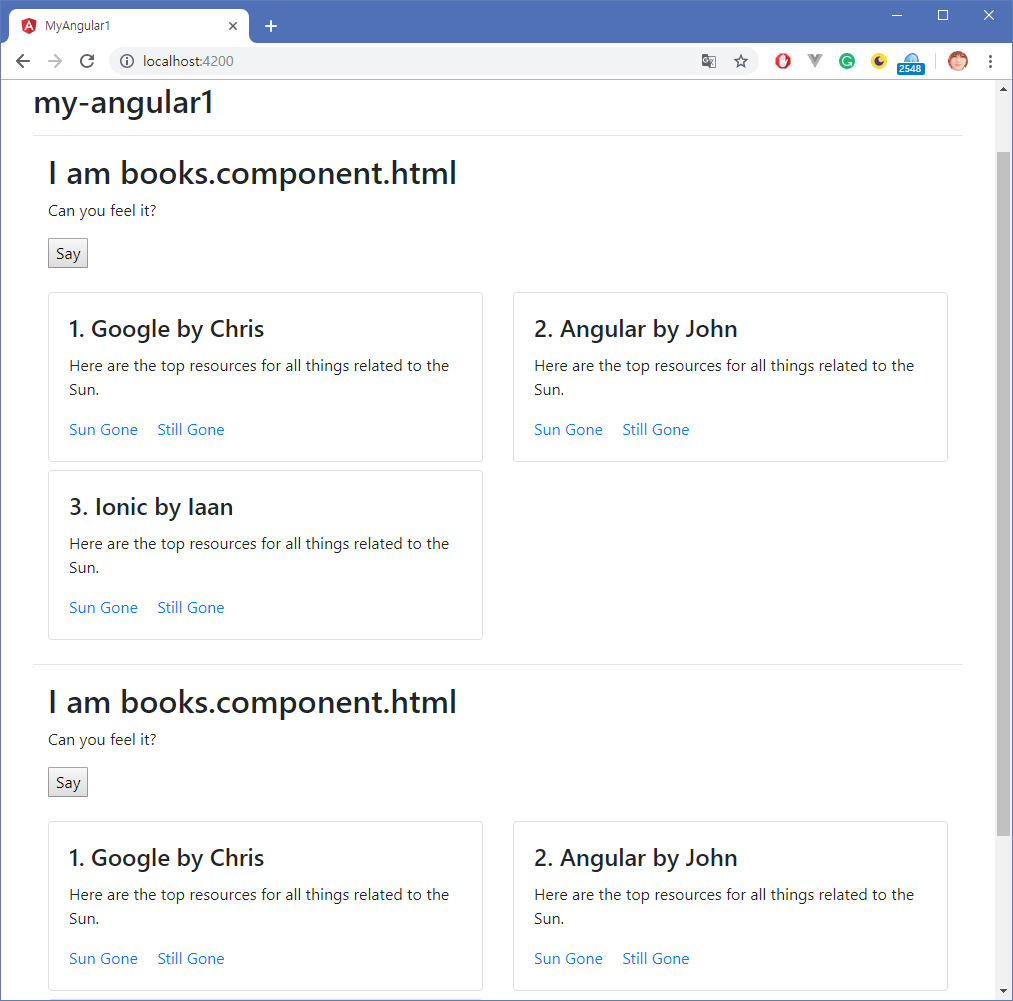 MyAngular1
localhost:4200
2548
my-angular1
I am books.component.html
Can you feel it?
Say
1. Google by Chris
Here are the top resources for all things related to the
Sun.
Sun Gone Still Gone
2. Angular by John
Here are the top resources for all things related to the
Sun.
Sun Gone Still Gone
3. Ionic by Iaan
Here are the top resources for all things related to the
Sun.
Sun Gone Still Gone
I am books.component.html
Can you feel it?
Say
1. Google by Chris
Here are the top resources for all things related to the
Sun.
Sun Gone Still Gone
2. Angular by John
Here are the top resources for all things related to the
Sun.
Sun Gone Still Gone